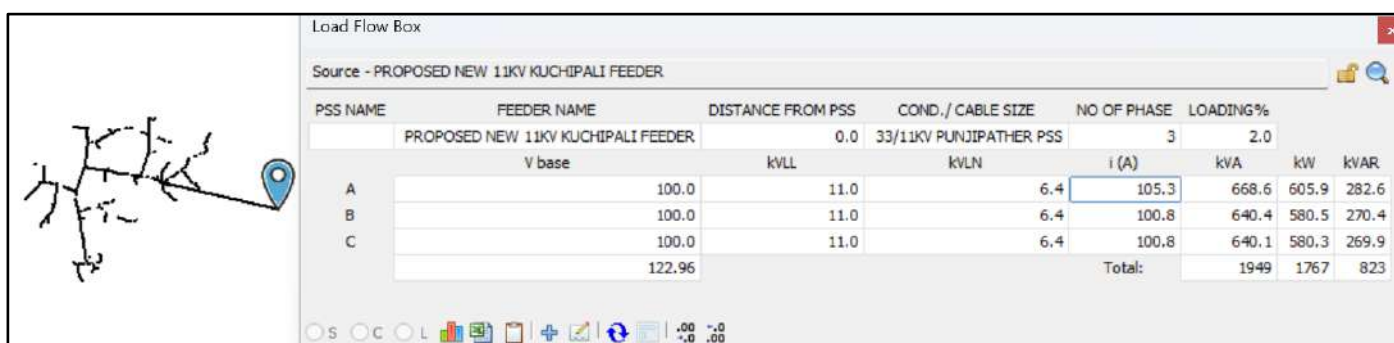 Load Flow Box
x
Source - PROPOSED NEW 11KV KUCHIPALI FEEDER
PSS NAME FEEDER NAME DISTANCE FROM PSS COND./ CABLE SIZE NO OF PHASE LOADING%
PROPOSED NEW 11KV KUCHIPALI FEEDER 0.0 33/11KV PUNJIPATHER PSS 3 2.0
V base kVLL kVLN i (A) kVA kW kVAR
A 100.0 11.0 6.4 105.3 668.6 605.9 282.6
B 100.0 11.0 6.4 100.8 640.4 580.5 270.4
C 100.0 11.0 6.4 100.8 640.1 580.3 269.9
122.96 Total: 1949 1767 823
S C L .00 .0 .0 .00